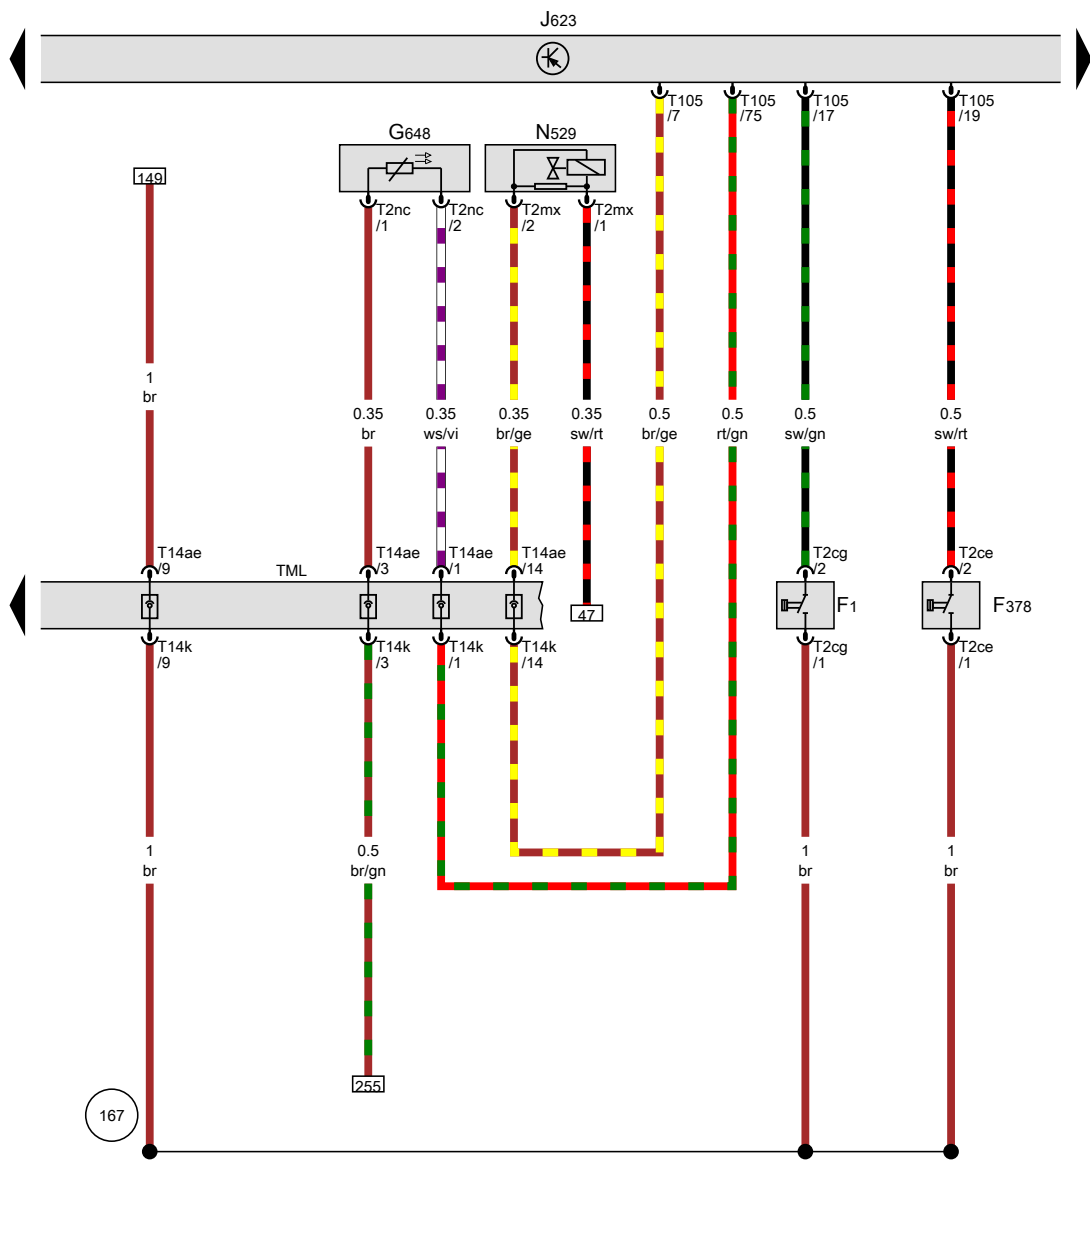 J623
T105
/7
T105
/75
T105
/17
T105
/19
G648
N529
149
T2nc
/1
T2nc
/2
T2mx
/2
T2mx
/1
1
br
0.35
br
0.35
ws/vi
0.35
br/ge
0.35
sw/rt
0.5
br/ge
0.5
rt/gn
0.5
sw/gn
0.5
sw/rt
T14ae
/9
TML
T14ae
/3
T14ae
/1
T14ae
/14
T2cg
/2
T2ce
/2
47
F1
F378
T14k
/9
T14k
/3
T14k
/1
T14k
/14
T2cg
/1
T2ce
/1
1
br
0.5
br/gn
1
br
1
br
255
167